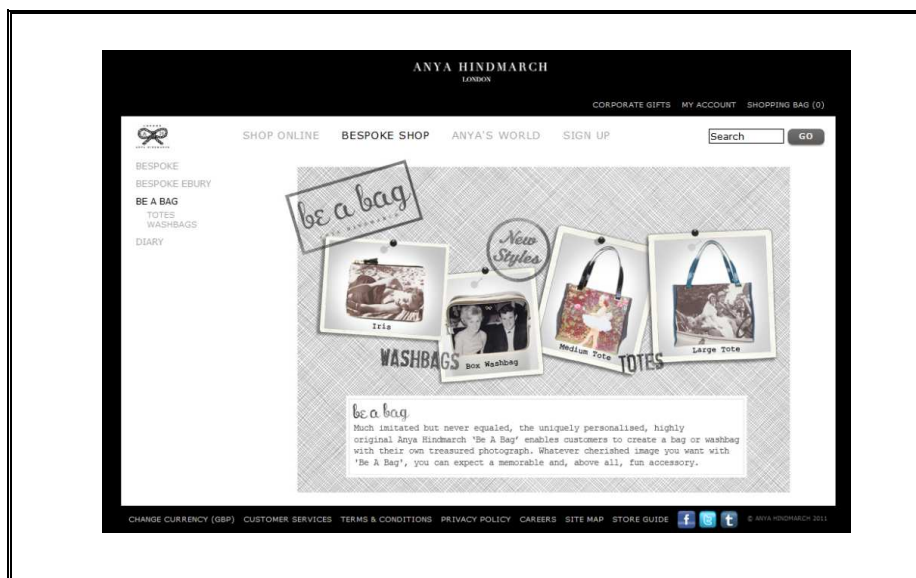 ANYA HINDMARCH
LONDON
CORPORATE GIFTS MY ACCOUNT SHOPPING BAG (0)
SHOP ONLINE BESPOKE SHOP ANYA'S WORLD SIGN UP
Search GO
BESPOKE
BESPOKE EBURY
BE A BAG
TOTES
WASHBAGS
DIARY
be a bag
ANYA HINDMARCH
New
Styles
Iris
WASHBAGS
Box Washbag
Medium Tote
TOTES
Large Tote
be a bag
Much imitated but never equaled, the uniquely personalised, highly
original Anya Hindmarch 'Be A Bag' enables customers to create a bag or washbag
with their own treasured photograph. Whatever cherished image you want with
'Be A Bag', you can expect a memorable and, above all, fun accessory.
CHANGE CURRENCY (GBP) CUSTOMER SERVICES TERMS & CONDITIONS PRIVACY POLICY CAREERS SITE MAP STORE GUIDE f t © ANYA HINDMARCH 2011